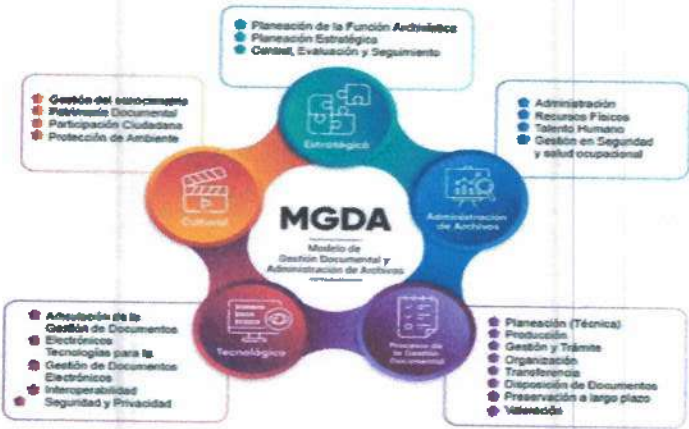 Planeación de la Función Archivística
Planeación Estratégica
Control, Evaluación y Seguimiento
Gestión del conocimiento
Patrimonio Documental
Participación Ciudadana
Protección de Ambiente
Administración
Recursos Físicos
Talento Humano
Gestión en Seguridad
y salud ocupacional
Estratégico
Cultural
Administración
de Archivos
MGDA
Modelo de
Gestión Documental y
Administración de Archivos
Tecnológico
Procesos de
la Gestión
Documental
Articulación de la
Gestión de Documentos
Electrónicos
Tecnologías para la
Gestión de Documentos
Electrónicos
Interoperabilidad
Seguridad y Privacidad
Planeación (Técnica)
Producción
Gestión y Trámite
Organización
Transferencia
Disposición de Documentos
Preservación a largo plazo
Valoración